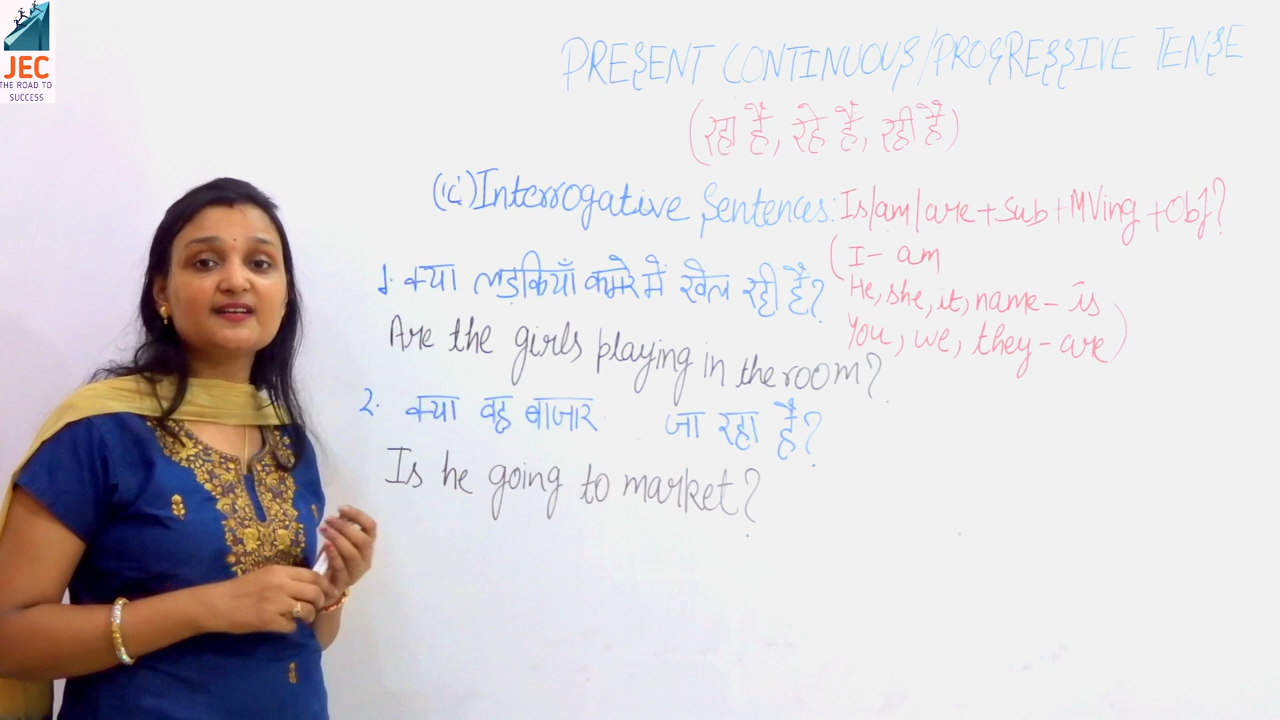 JEC
THE ROAD TO
SUCCESS
PRESENT CONTINUOUS/PROGRESSIVE TENSE
(रहा है, रहे हैं, रही है)
(ic) Interrogative Sentences: Is/am/are + Sub + MVing + Obj?
(I - am
He, she, it, name - is
You, we, they - are)
1. क्या लड़कियाँ कमरे में खेल रही हैं?
Are the girls playing in the room?
2. क्या वह बाजार जा रहा है?
Is he going to market?